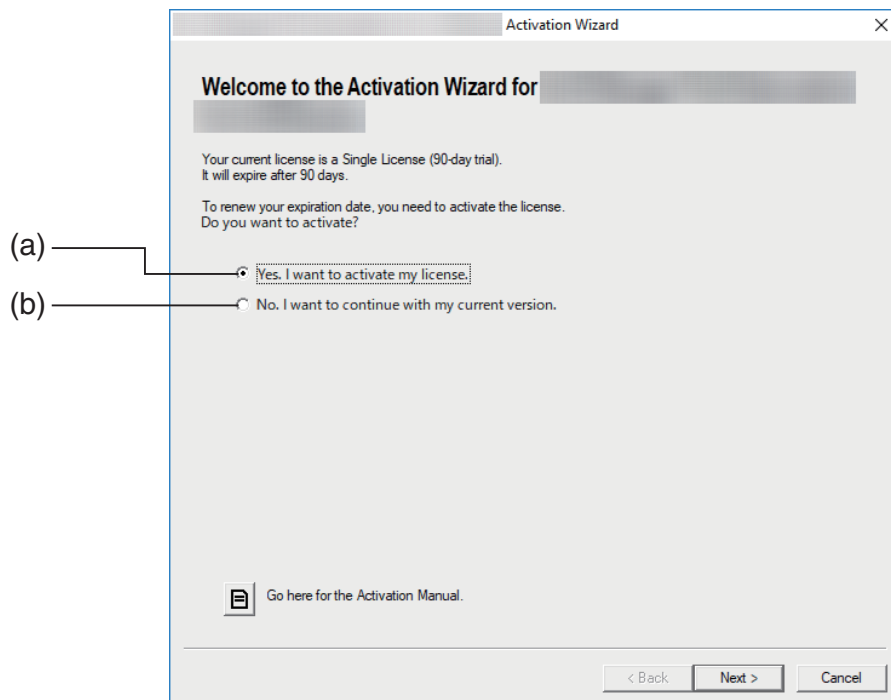 Activation Wizard
Welcome to the Activation Wizard for
Your current license is a Single License (90-day trial).
It will expire after 90 days.
To renew your expiration date, you need to activate the license.
Do you want to activate?
(a)
Yes. I want to activate my license.
(b)
No. I want to continue with my current version.
Go here for the Activation Manual.
< Back
Next >
Cancel